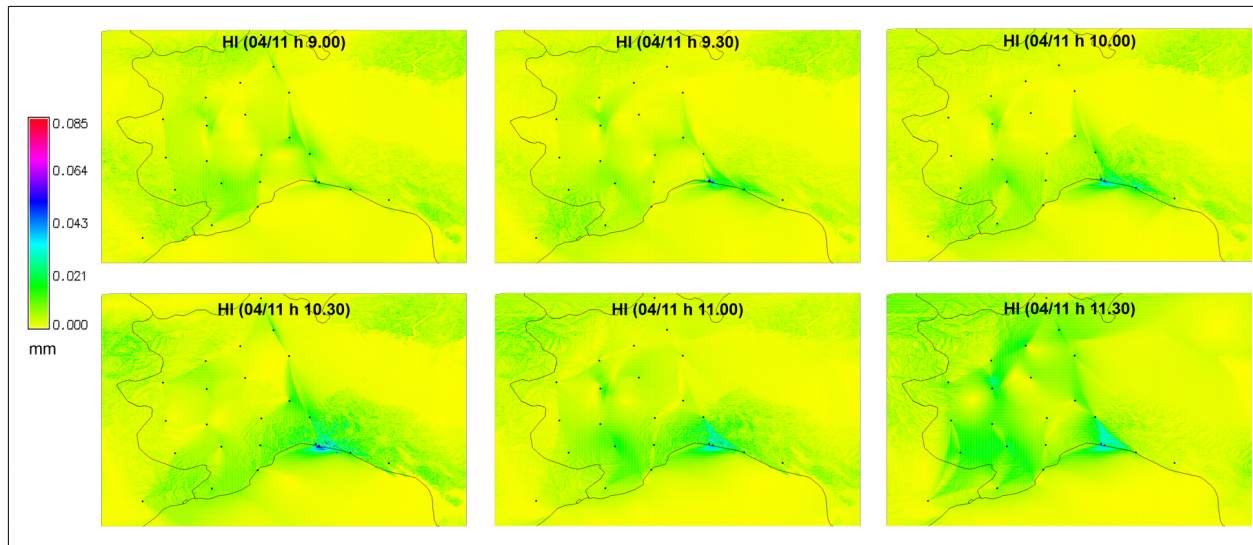 HI (04/11 h 9.00)
HI (04/11 h 9.30)
HI (04/11 h 10.00)
0.085
0.064
0.043
0.021
0.000
mm
HI (04/11 h 10.30)
HI (04/11 h 11.00)
HI (04/11 h 11.30)